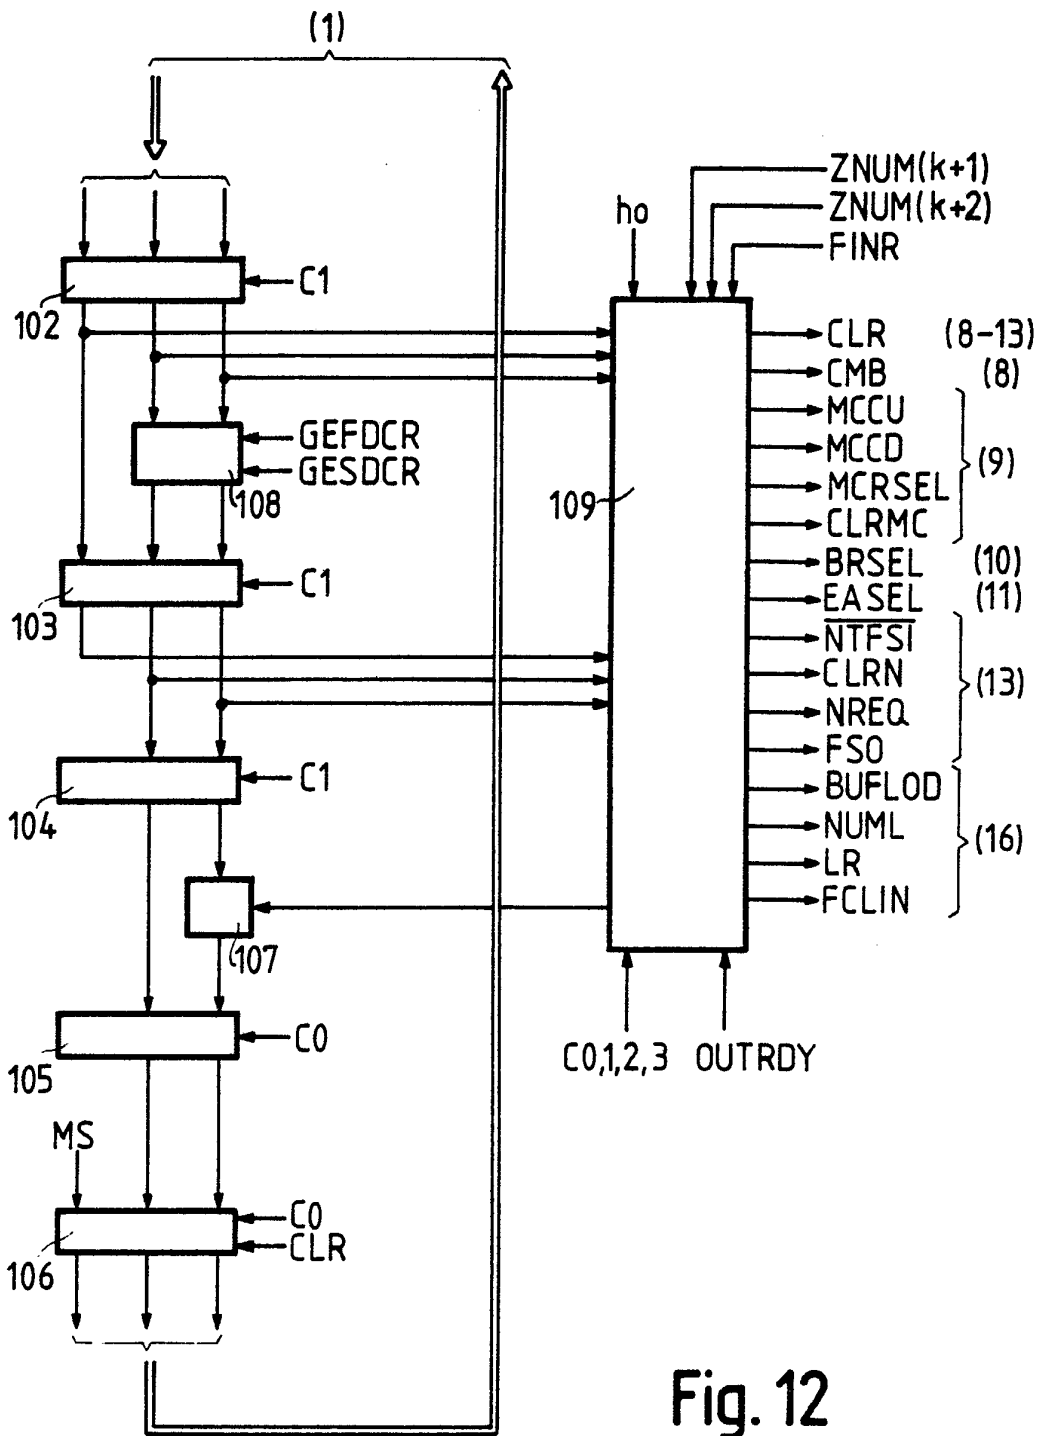 (1)
ZNUM(k+1)
ZNUM(k+2)
FINR
ho
C1
102
CLR (8-13)
CMB (8)
MCCU
MCCD
(9)
MCRSEL
CLRMC
GEFDCR
GESDCR
108
109
BRSEL (10)
EASEL (11)
C1
103
NTFSI
CLRN
(13)
NREQ
FSO
C1
104
BUFLOD
NUML
(16)
LR
FCLIN
107
C0
105
C0,1,2,3 OUTRDY
MS
C0
CLR
106
Fig. 12